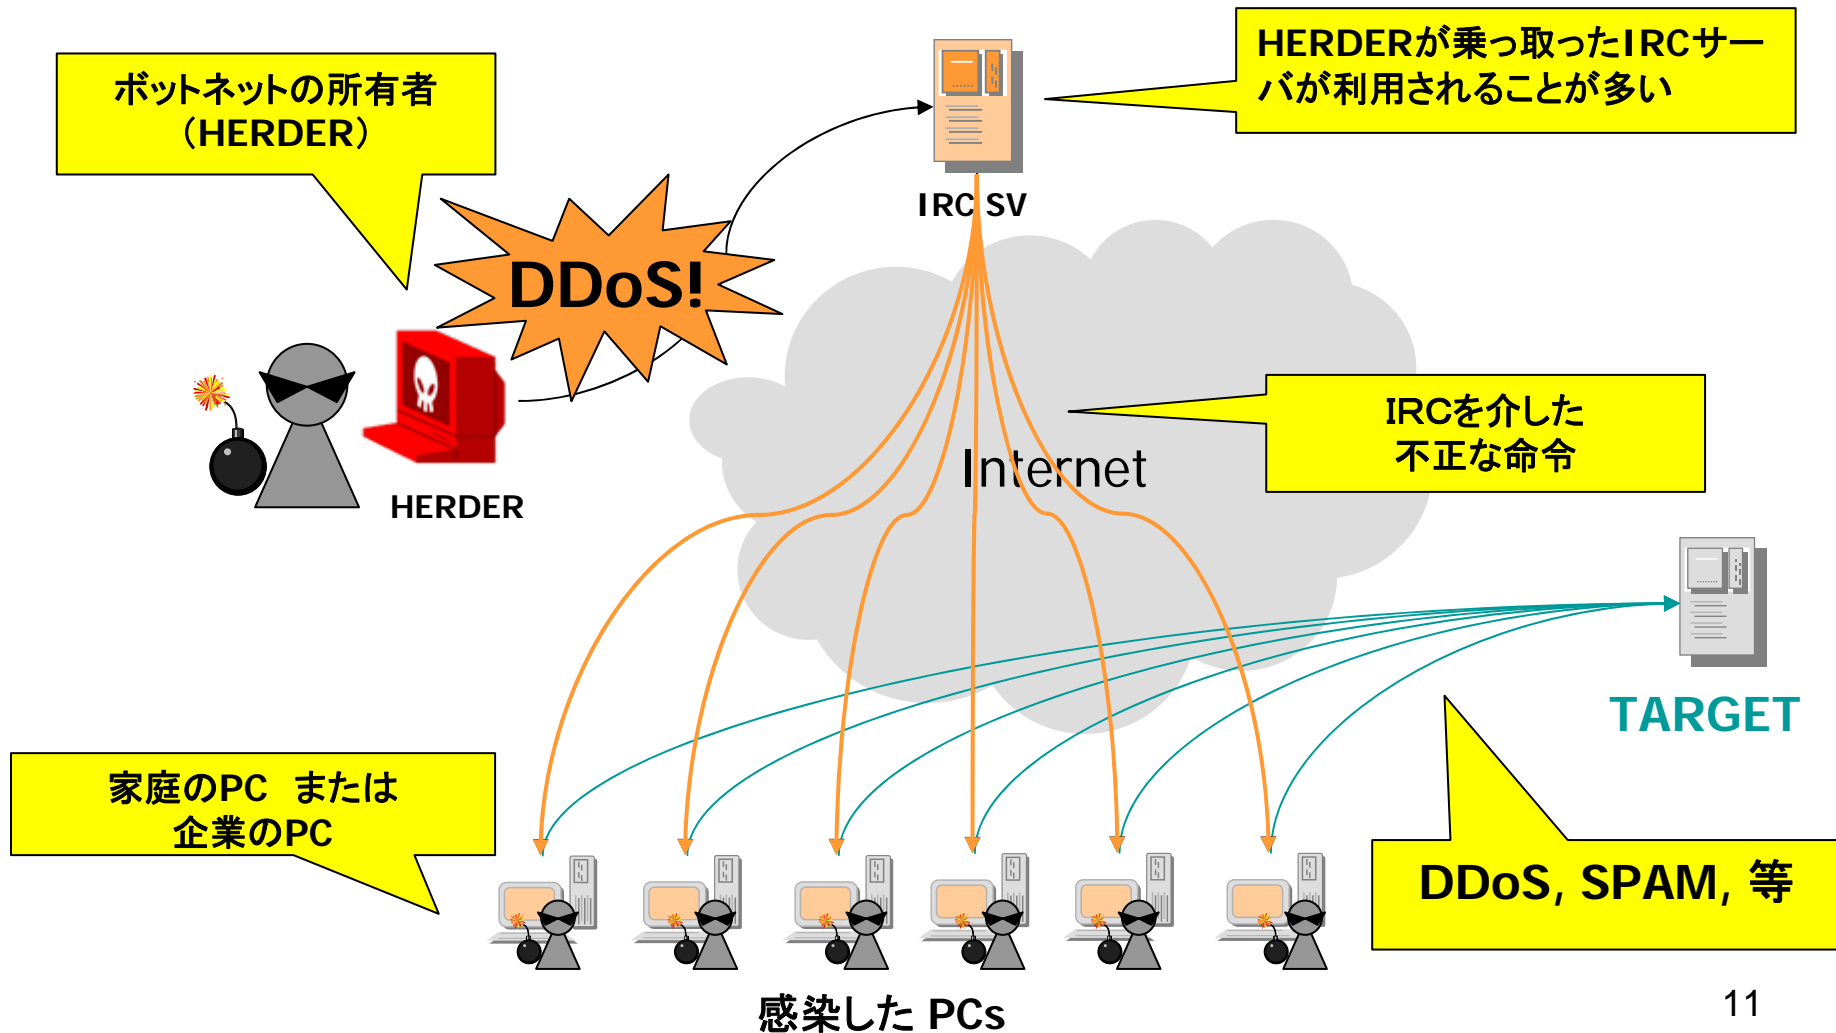 ボットネットの所有者
（HERDER）
HERDERが乗っ取ったIRCサー
バが利用されることが多い
IRC SV
DDoS!
HERDER
IRCを介した
不正な命令
Internet
TARGET
家庭のPC　または
企業のPC
DDoS, SPAM, 等
感染した PCs
11